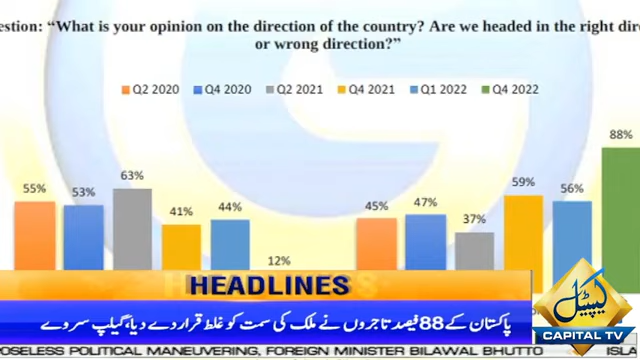 estion: “What is your opinion on the direction of the country? Are we headed in the right dire
or wrong direction?”
Q2 2020 Q4 2020 Q2 2021 Q4 2021 Q1 2022 Q4 2022
88%
63%
59%
55% 53% 56%
41% 44% 45% 47% 37%
12%
HEADLINES
پاکستان کے 88 فیصد تاجروں نے ملک کی سمت کو غلط قرار دے دیا، گیلپ سروے
کیپیٹل
CAPITAL TV
POSELESS POLITICAL MANEUVERING, FOREIGN MINISTER BILAWAL BHUTTO